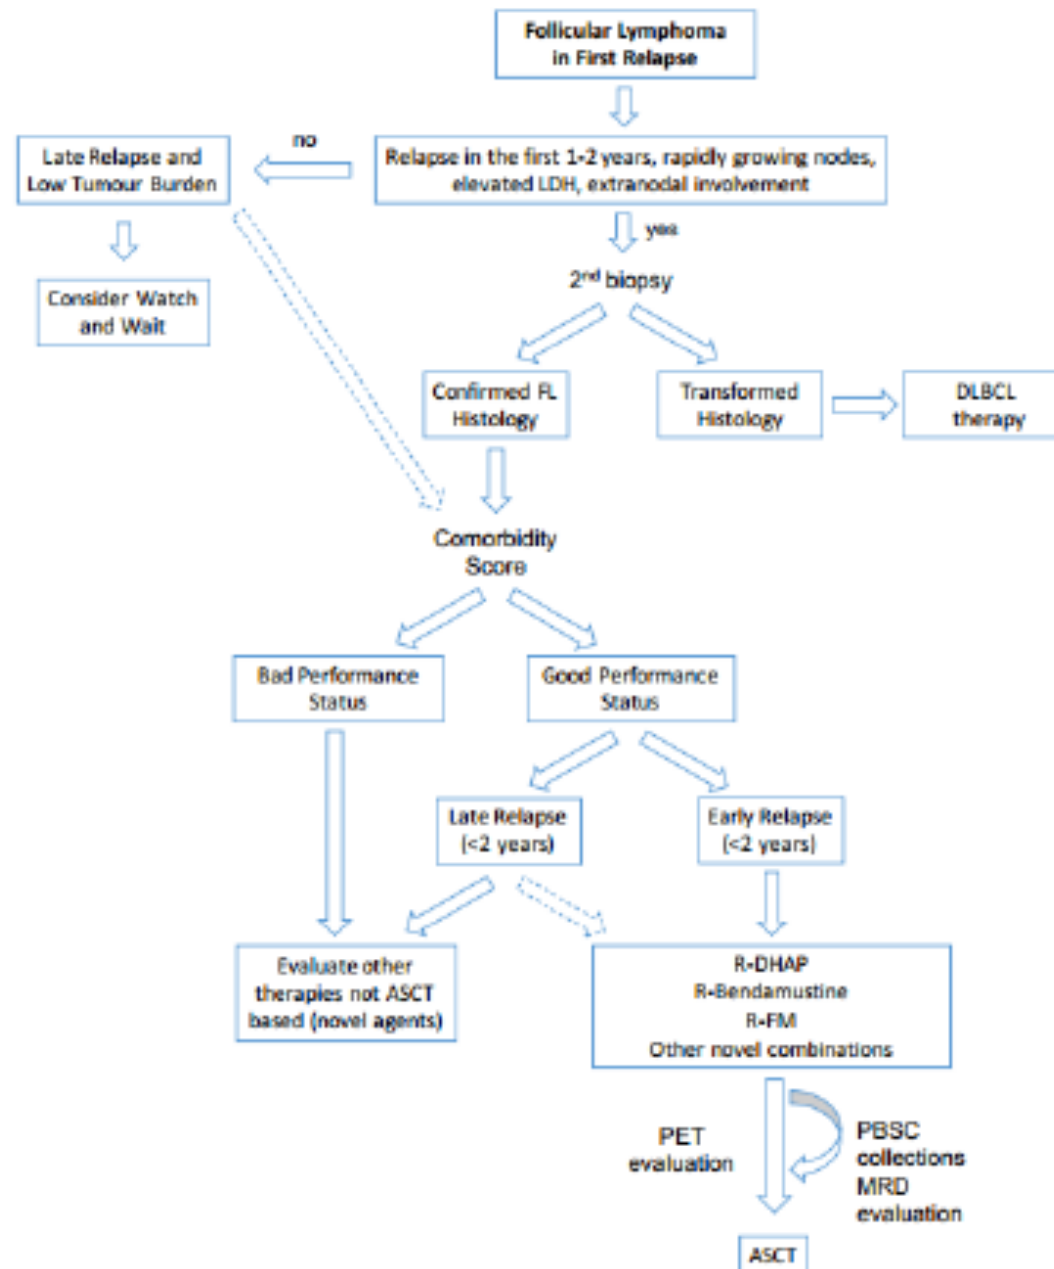 Follicular Lymphoma
in First Relapse
no
Late Relapse and
Low Tumour Burden
Relapse in the first 1-2 years, rapidly growing nodes,
elevated LDH, extranodal involvement
yes
2nd biopsy
Consider Watch
and Wait
Confirmed FL
Histology
Transformed
Histology
DLBCL
therapy
Comorbidity
Score
Bad Performance
Status
Good Performance
Status
Late Relapse
(<2 years)
Early Relapse
(<2 years)
Evaluate other
therapies not ASCT
based (novel agents)
R-DHAP
R-Bendamustine
R-FM
Other novel combinations
PET
evaluation
PBSC
collections
MRD
evaluation
ASCT